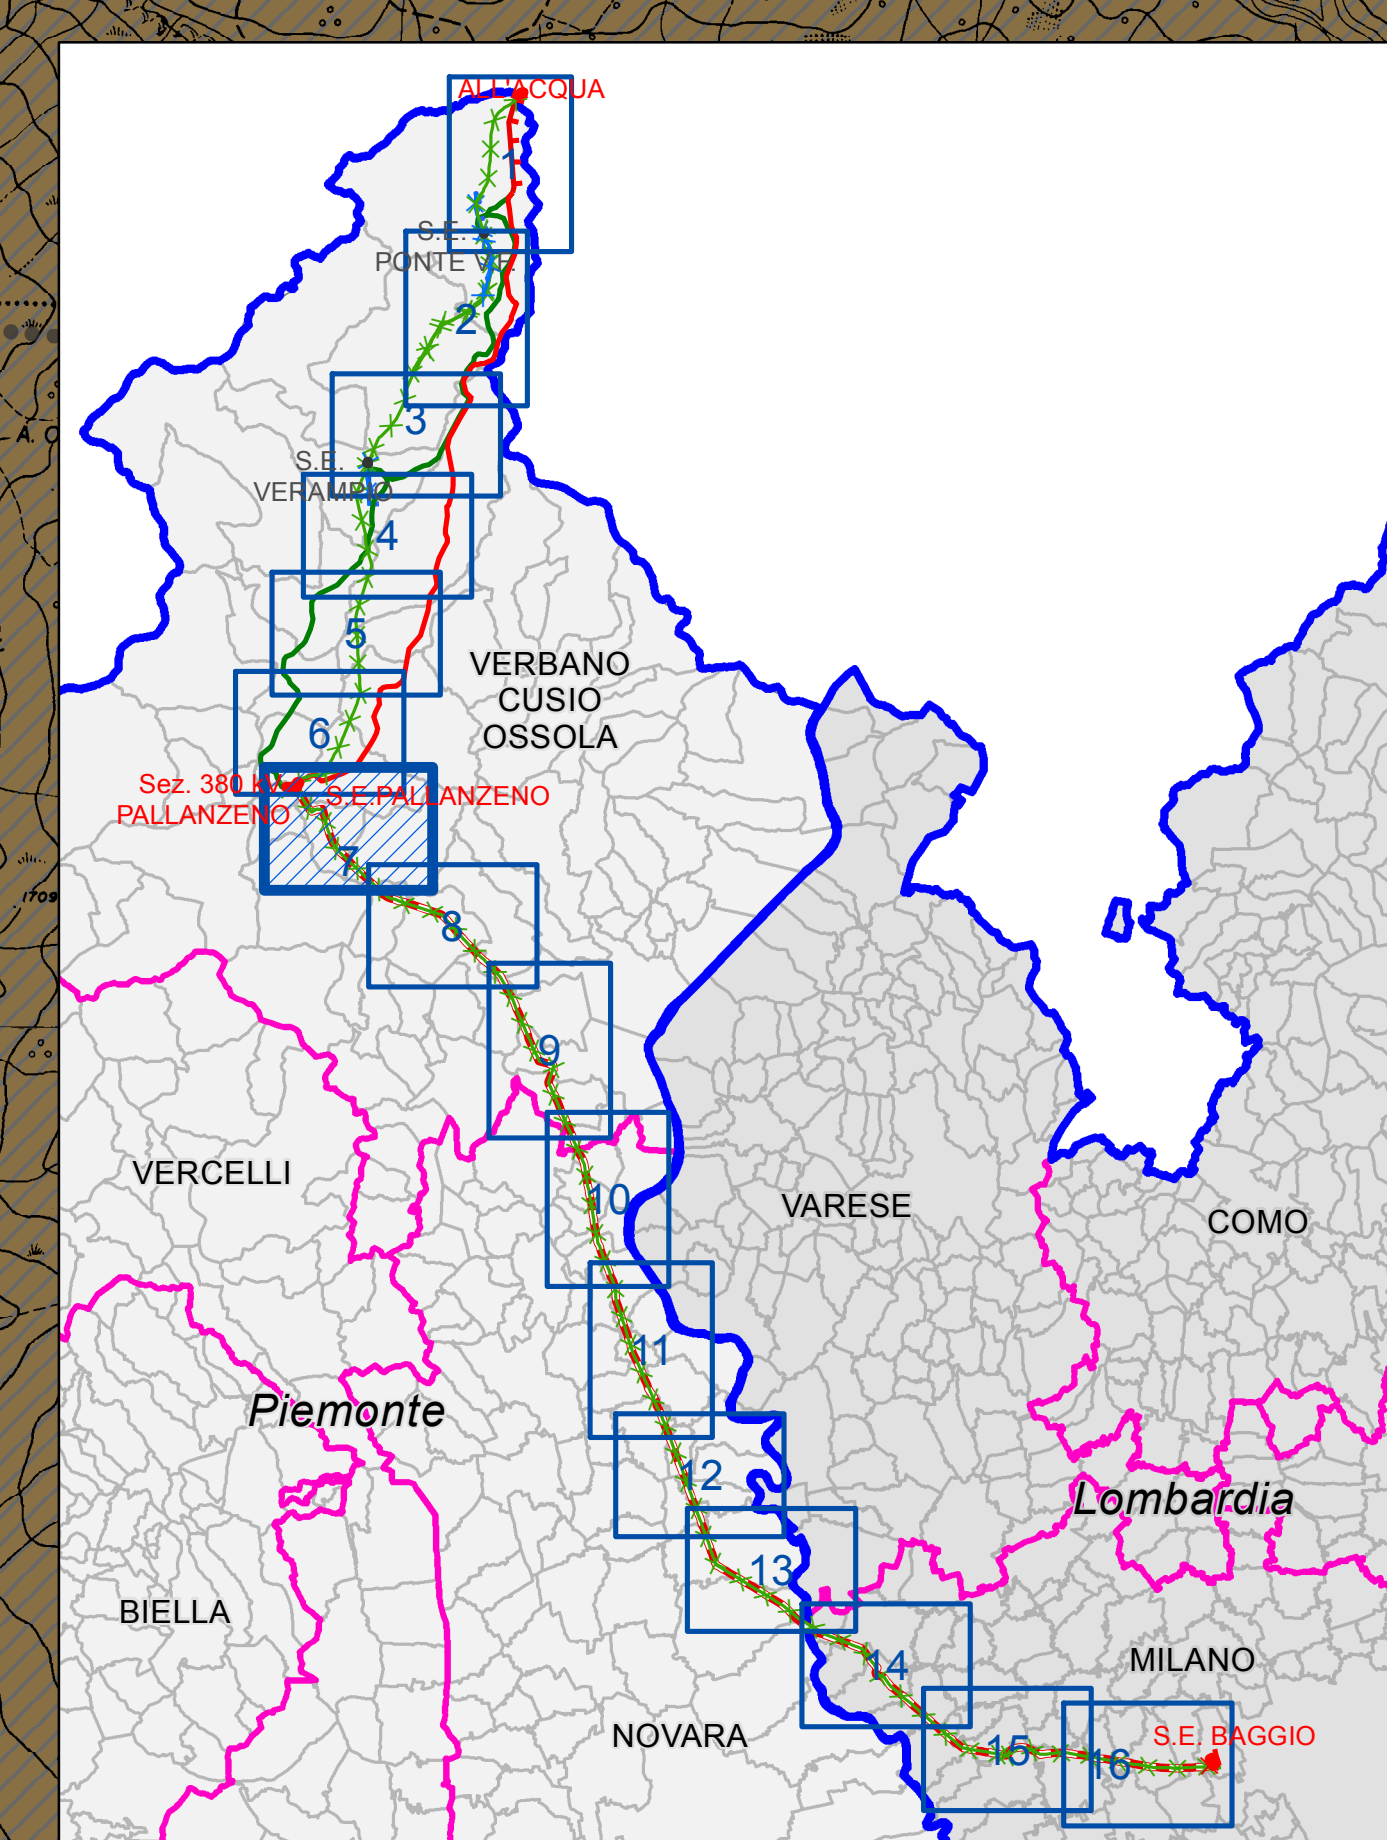 ALL'ACQUA
1
S.E.
PONTE V.F.
2
A. C
3
S.E.
VERAMPIO
4
5
VERBANO
CUSIO
OSSOLA
6
Sez. 380 kV
PALLANZENO
S.E.PALLANZENO
7
1709
8
9
VERCELLI
10
VARESE
COMO
11
Piemonte
12
Lombardia
13
BIELLA
14
MILANO
NOVARA
15
16
S.E. BAGGIO